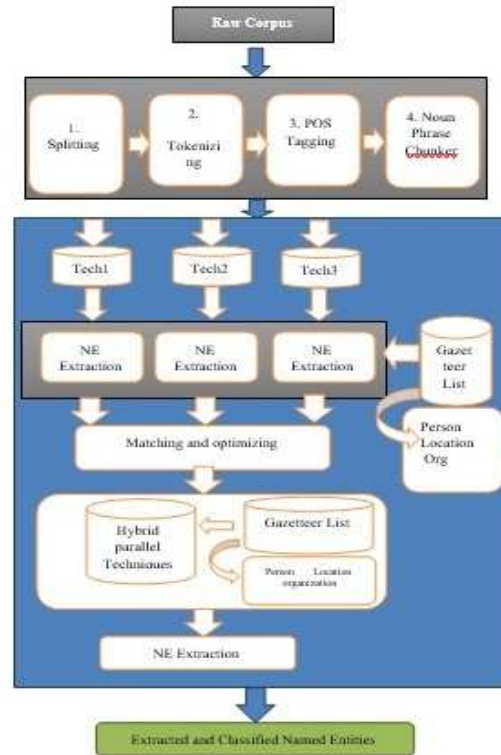 Raw Corpus
1.
Splitting
2.
Tokenizi
ng
3. POS
Tagging
4. Noun
Phrase
Chunker
Tech1
Tech2
Tech3
NE
Extraction
NE
Extraction
NE
Extraction
Gazet
teer
List
Person
Location
Org
Matching and optimizing
Hybrid
parallel
Techniques
Gazetteer List
Person Location
organization
NE Extraction
Extracted and Classified Named Entities